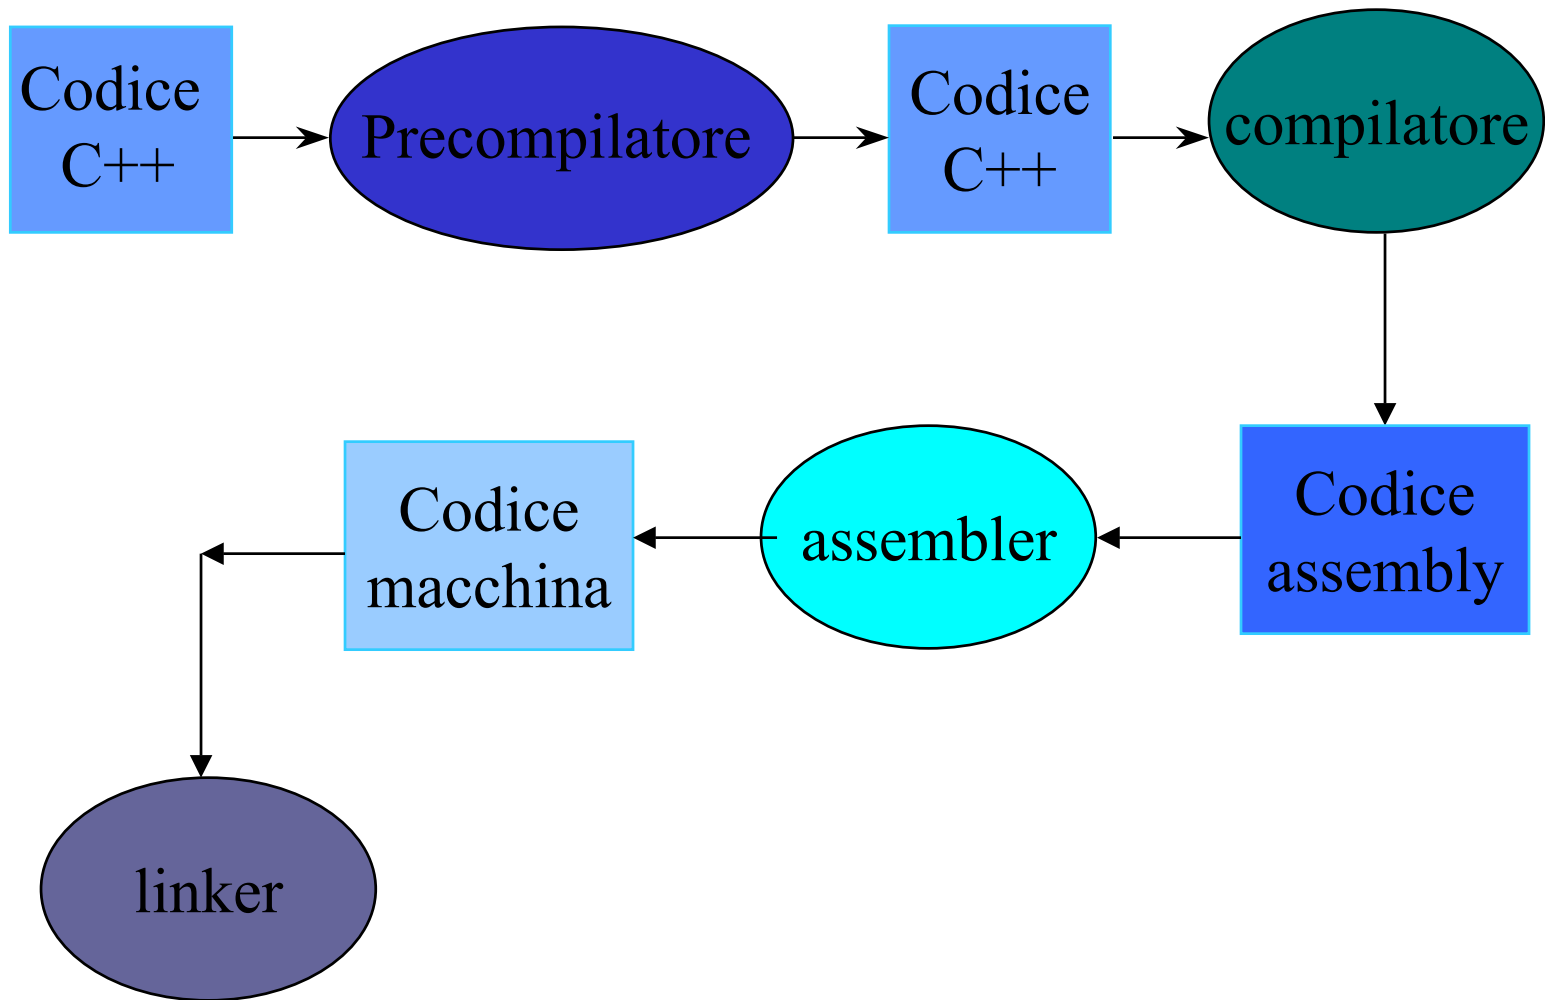 Codice
C++
Precompilatore
Codice
C++
compilatore
Codice
assembly
assembler
Codice
macchina
linker